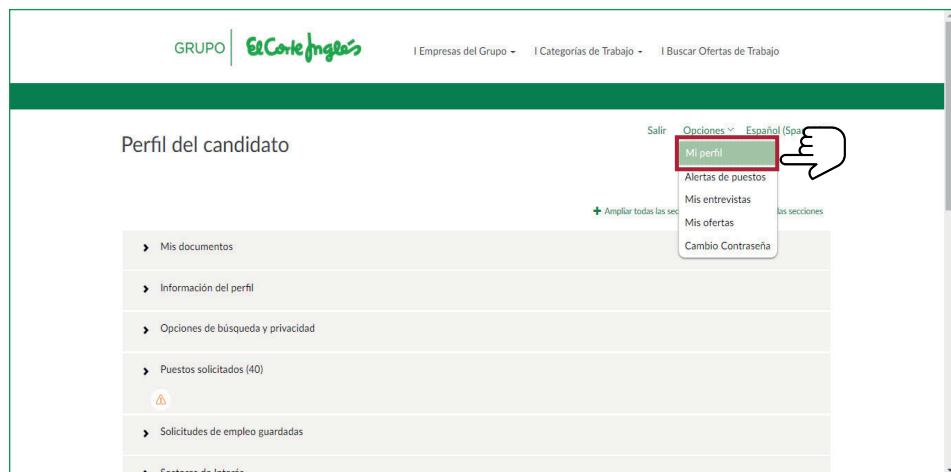 GRUPO El Corte Inglés
I Empresas del Grupo I Categorías de Trabajo I Buscar Ofertas de Trabajo
Perfil del candidato
Salir Opciones Español
Mi perfil
Alertas de puestos
Mis entrevistas
Mis ofertas
Cambio Contraseña
+ Ampliar todas las secciones
Mis documentos
Información del perfil
Opciones de búsqueda y privacidad
Puestos solicitados (40)
Solicitudes de empleo guardadas